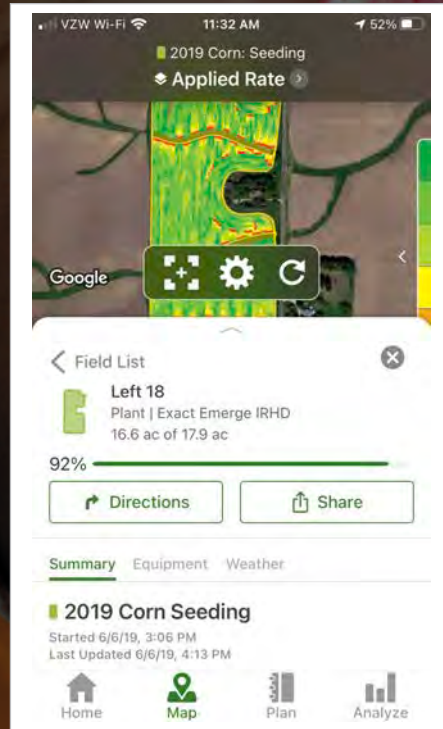 VZW Wi-Fi 11:32 AM 52%
2019 Corn: Seeding
Applied Rate
Google
Field List
Left 18
Plant | Exact Emerge IRHD
16.6 ac of 17.9 ac
92%
Directions Share
Summary Equipment Weather
2019 Corn Seeding
Started 6/6/19, 3:06 PM
Last Updated 6/6/19, 4:13 PM
Home Map Plan Analyze